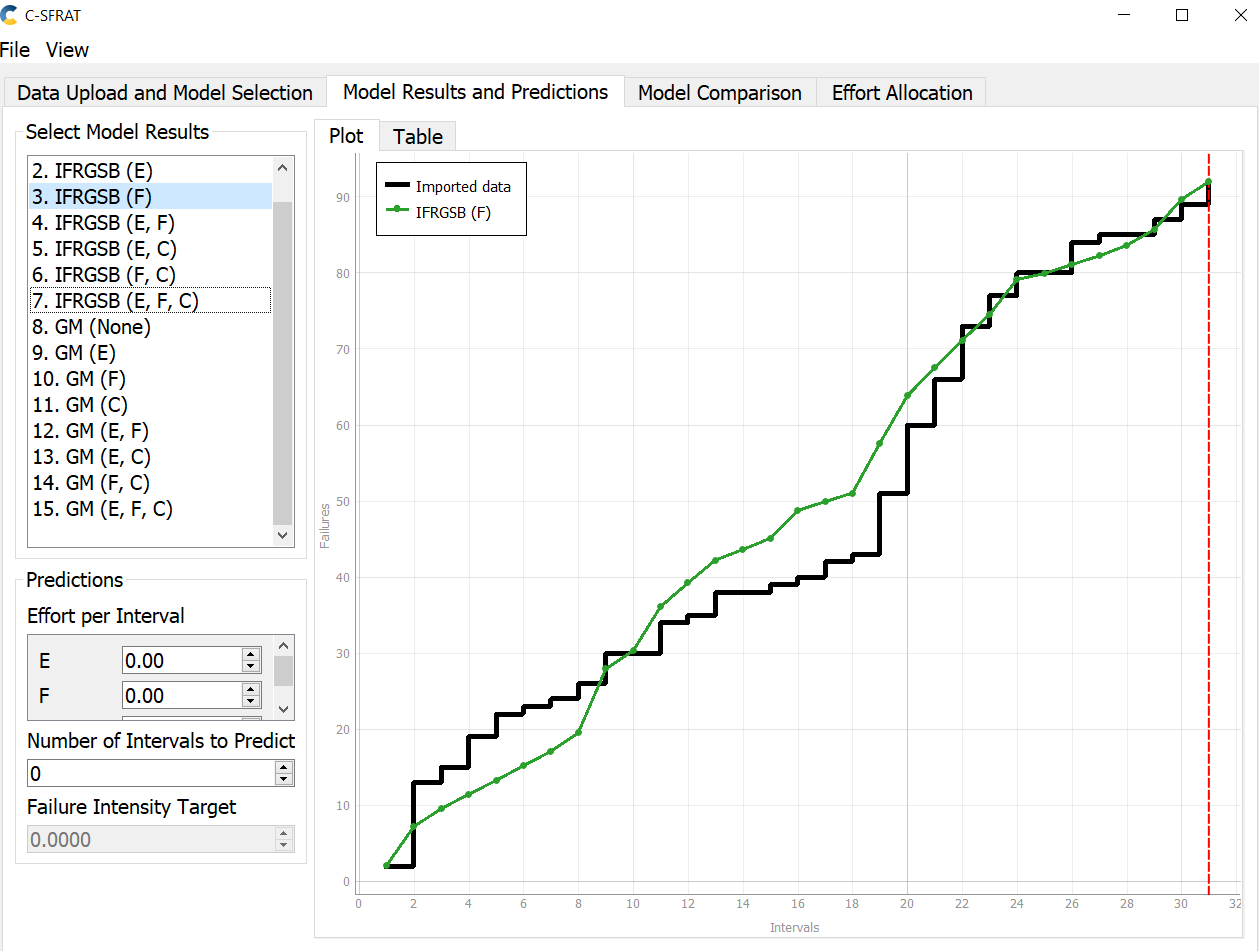 C-SFRAT
File View
Data Upload and Model Selection Model Results and Predictions Model Comparison Effort Allocation
Select Model Results
2. IFRGSB (E)
3. IFRGSB (F)
4. IFRGSB (E, F)
5. IFRGSB (E, C)
6. IFRGSB (F, C)
7. IFRGSB (E, F, C)
8. GM (None)
9. GM (E)
10. GM (F)
11. GM (C)
12. GM (E, F)
13. GM (E, C)
14. GM (F, C)
15. GM (E, F, C)
Predictions
Effort per Interval
E 0.00
F 0.00
Number of Intervals to Predict
0
Failure Intensity Target
0.0000
Plot Table
Imported data
IFRGSB (F)
90
80
70
60
50
40
30
20
10
0
Failures
0 2 4 6 8 10 12 14 16 18 20 22 24 26 28 30 32
Intervals